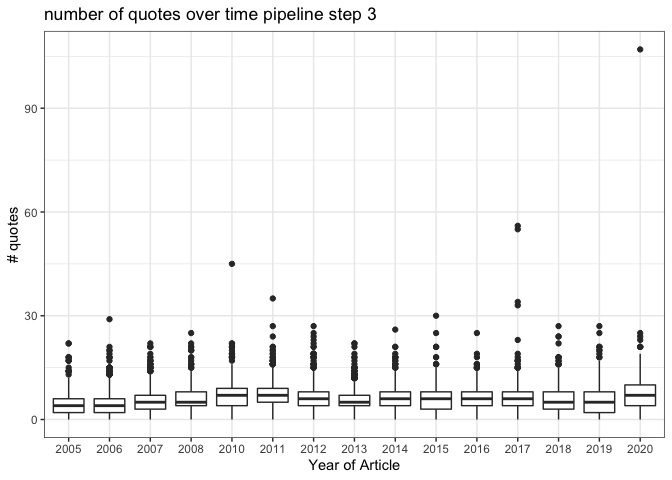 number of quotes over time pipeline step 3
# quotes
90
60
30
0
2005 2006 2007 2008 2010 2011 2012 2013 2014 2015 2016 2017 2018 2019 2020
Year of Article